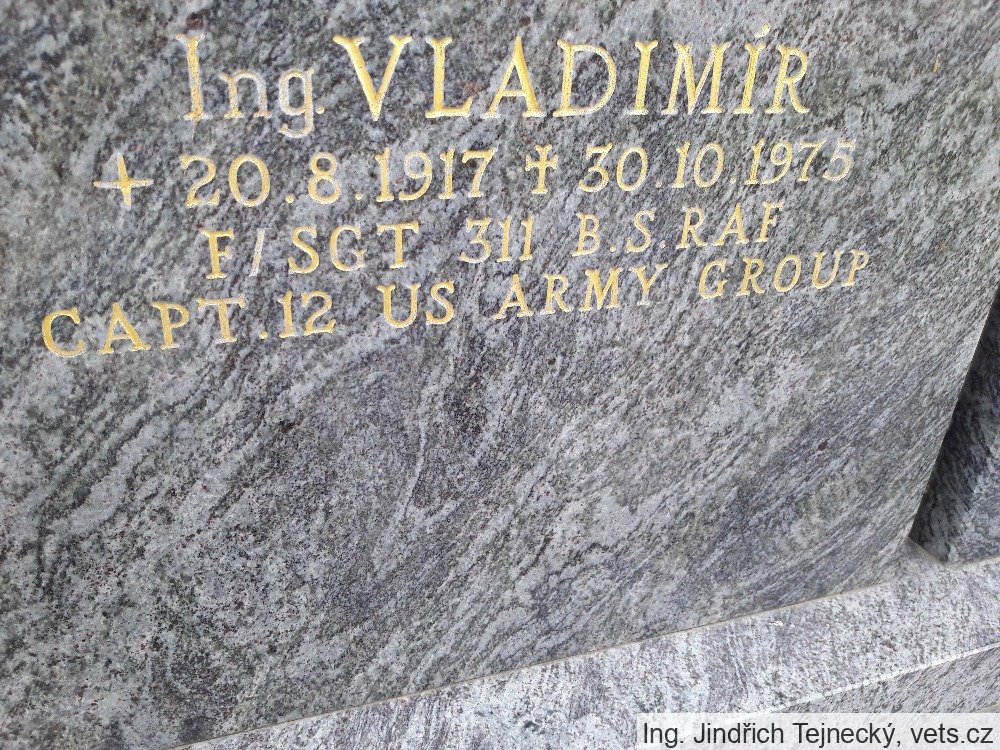 Ing. VLADIMÍR
+ 20.8.1917 ✝ 30.10.1975
F/SGT 311 B.S.RAF
CAPT.12 US ARMY GROUP
Ing. Jindřich Tejnecký, vets.cz